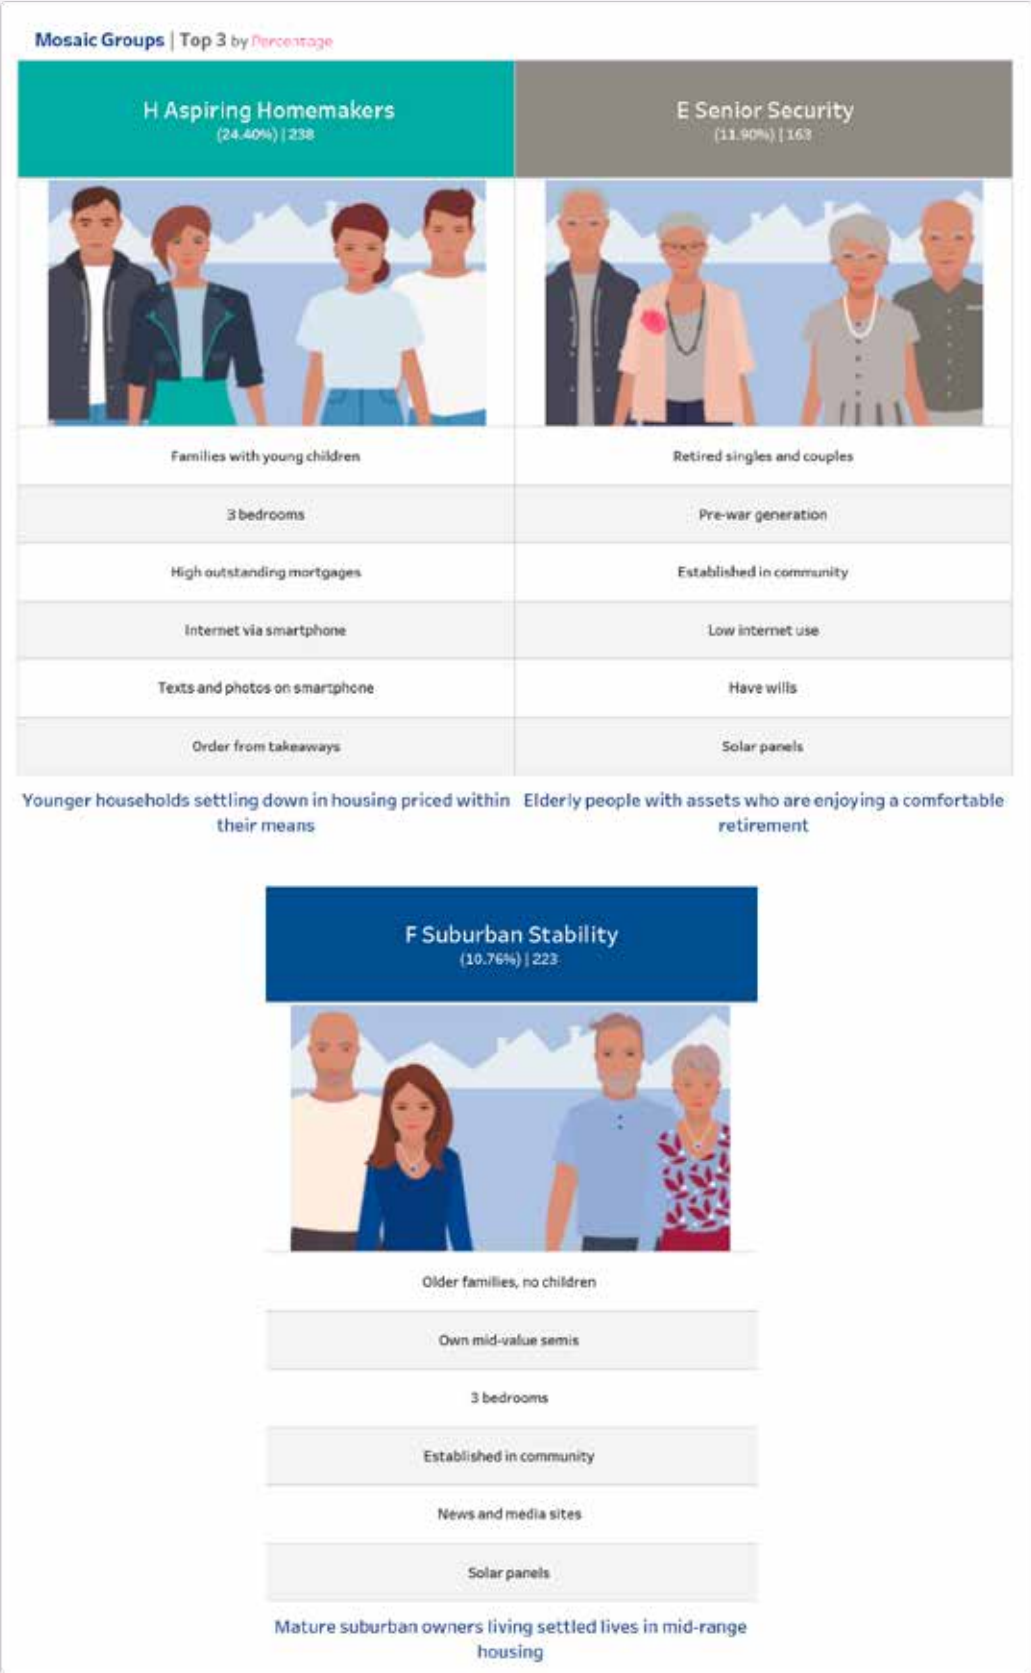 Mosaic Groups | Top 3 by Percentage
H Aspiring Homemakers
(24.40%) | 238
Families with young children
3 bedrooms
High outstanding mortgages
Internet via smartphone
Texts and photos on smartphone
Order from takeaways
Younger households settling down in housing priced within
their means
E Senior Security
(11.90%) | 163
Retired singles and couples
Pre-war generation
Established in community
Low internet use
Have wills
Solar panels
Elderly people with assets who are enjoying a comfortable
retirement
F Suburban Stability
(10.76%) | 223
Older families, no children
Own mid-value semis
3 bedrooms
Established in community
News and media sites
Solar panels
Mature suburban owners living settled lives in mid-range
housing